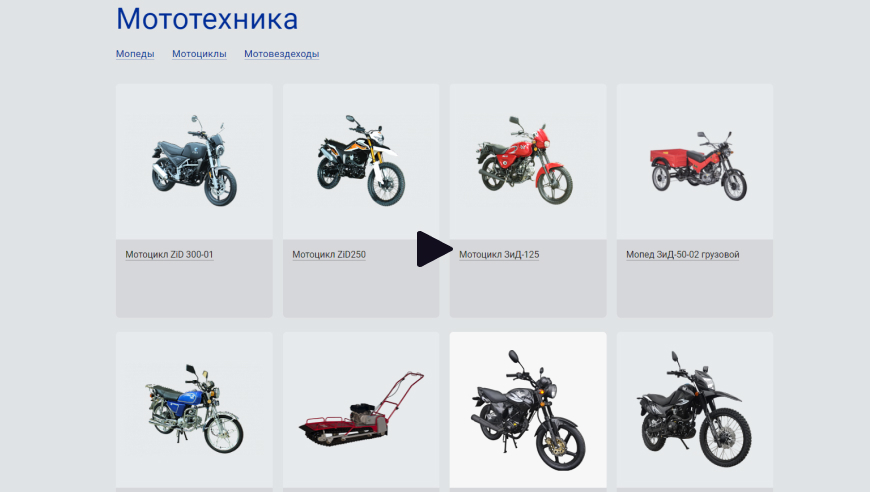 Мототехника
Мопеды Мотоциклы Мотовездеходы
Мотоцикл ZiD 300-01
Мотоцикл ZiD250
Мотоцикл ЗиД-125
Мопед ЗиД-50-02 грузовой